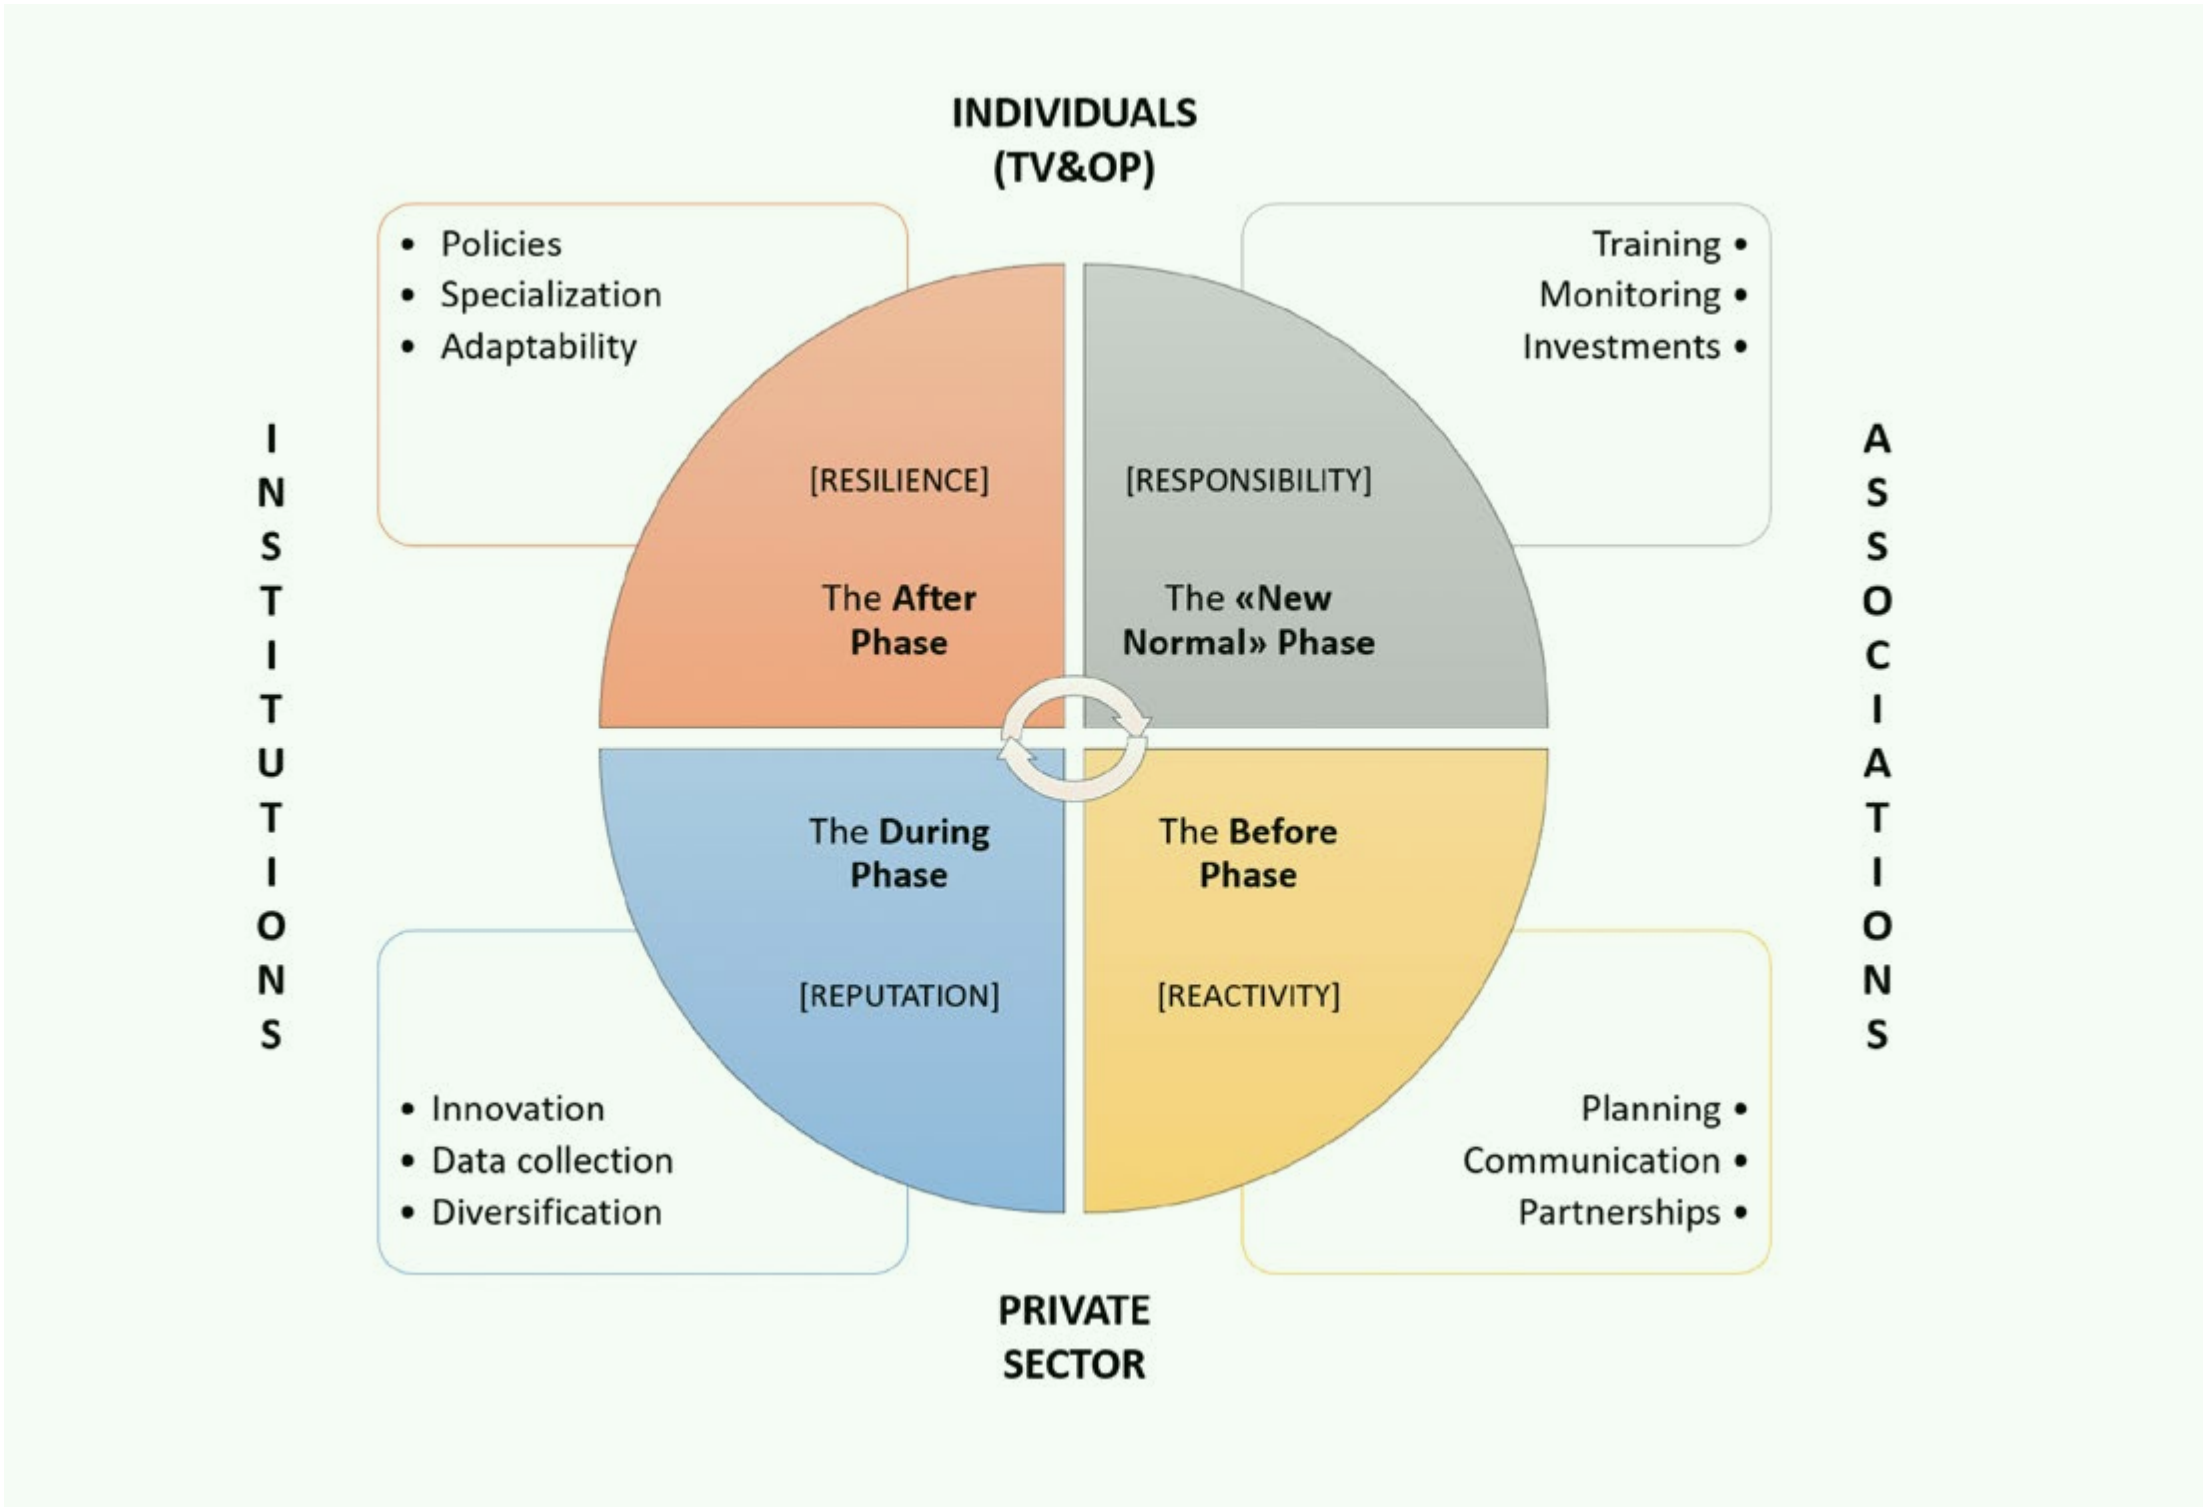 INDIVIDUALS
(TV&OP)
• Policies
• Specialization
• Adaptability
Training •
Monitoring •
Investments •
INSTITUTIONS
ASSOCIATIONS
[RESILIENCE]
The After
Phase
[RESPONSIBILITY]
The «New
Normal» Phase
The During
Phase
[REPUTATION]
The Before
Phase
[REACTIVITY]
• Innovation
• Data collection
• Diversification
Planning •
Communication •
Partnerships •
PRIVATE
SECTOR